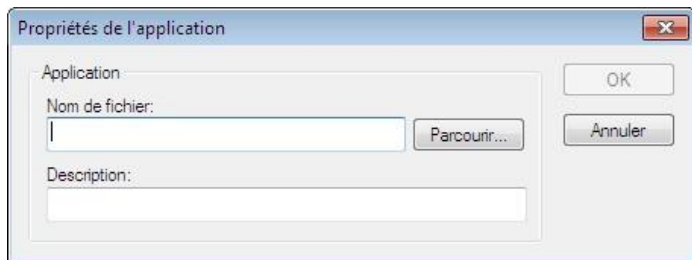 Propriétés de l'application
Application
OK
Nom de fichier:
Parcourir...
Annuler
Description: